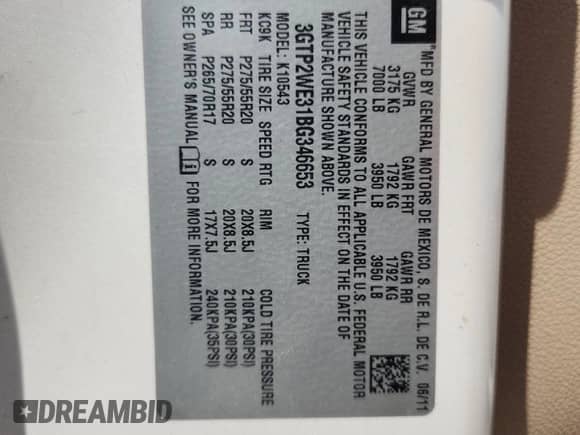 GM
MFD BY GENERAL MOTORS DE MEXICO, S. DE R.L. DE C.V. 06/11
GVWR GAWR FRT GAWR RR
3175 KG 1792 KG 1792 KG
7000 LB 3950 LB 3950 LB
THIS VEHICLE CONFORMS TO ALL APPLICABLE U.S. FEDERAL MOTOR
VEHICLE SAFETY STANDARDS IN EFFECT ON THE DATE OF
MANUFACTURE SHOWN ABOVE.
3GTP2WE31BG346653 TYPE: TRUCK
MODEL: K10543
KC9K TIRE SIZE SPEED RTG RIM COLD TIRE PRESSURE
FRT P275/55R20 S 20X8.5J 210KPA(30PSI)
RR P275/55R20 S 20X8.5J 210KPA(30PSI)
SPA P265/70R17 S 17X7.5J 240KPA(35PSI)
SEE OWNER'S MANUAL FOR MORE INFORMATION.
DREAMBID